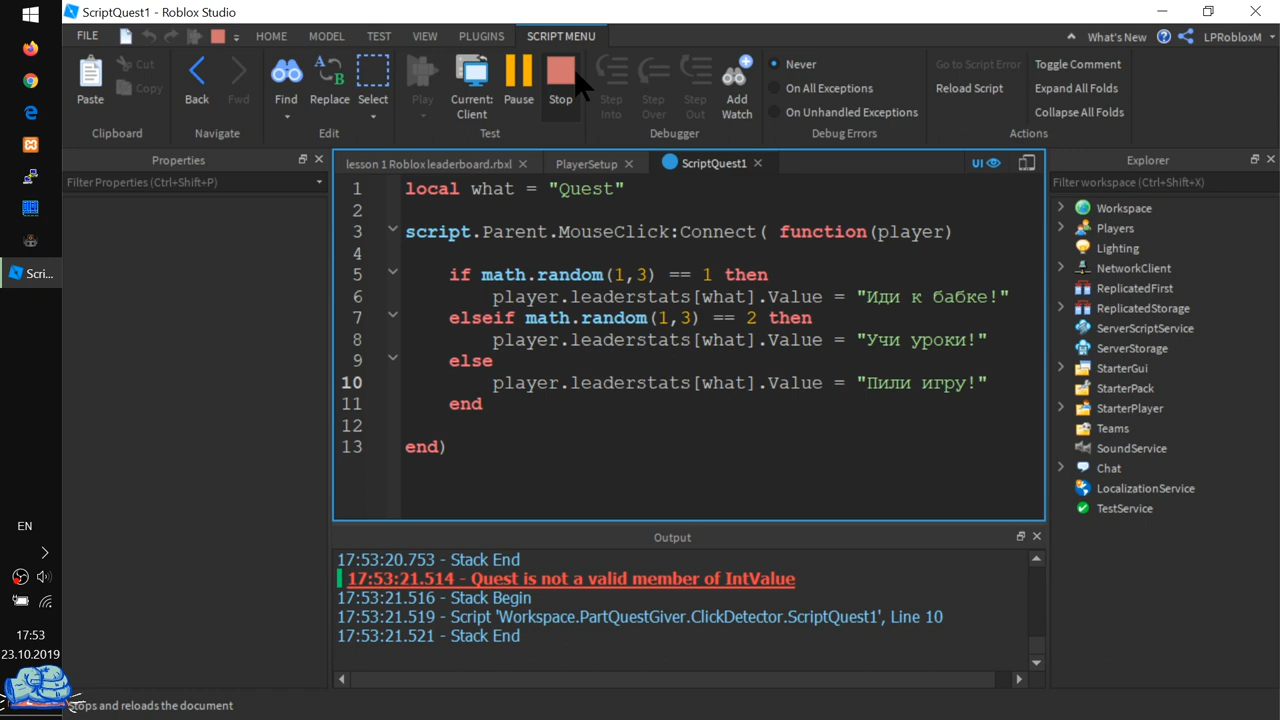 ScriptQuest1 - Roblox Studio
FILE HOME MODEL TEST VIEW PLUGINS SCRIPT MENU What's New LPRobloxM
Paste Cut Copy Back Fwd Find Replace Select Play Current: Client Pause Stop Step Into Step Over Step Out Add Watch
Never
On All Exceptions
On Unhandled Exceptions
Go to Script Error
Reload Script
Toggle Comment
Expand All Folds
Collapse All Folds
Clipboard Navigate Edit Test Debugger Debug Errors Actions
Properties
Filter Properties (Ctrl+Shift+P)
lesson 1 Roblox leaderboard.rbxl PlayerSetup ScriptQuest1 UI
1 local what = "Quest"
2
3 script.Parent.MouseClick:Connect( function(player)
4
5 if math.random(1,3) == 1 then
6 player.leaderstats[what].Value = "Иди к бабке!"
7 elseif math.random(1,3) == 2 then
8 player.leaderstats[what].Value = "Учи уроки!"
9 else
10 player.leaderstats[what].Value = "Пили игру!"
11 end
12
13 end)
Output
17:53:20.753 - Stack End
17:53:21.514 - Quest is not a valid member of IntValue
17:53:21.516 - Stack Begin
17:53:21.519 - Script 'Workspace.PartQuestGiver.ClickDetector.ScriptQuest1', Line 10
17:53:21.521 - Stack End
Explorer
Filter workspace (Ctrl+Shift+X)
Workspace
Players
Lighting
NetworkClient
ReplicatedFirst
ReplicatedStorage
ServerScriptService
ServerStorage
StarterGui
StarterPack
StarterPlayer
Teams
SoundService
Chat
LocalizationService
TestService
Scri...
EN
17:53
23.10.2019
Stops and reloads the document